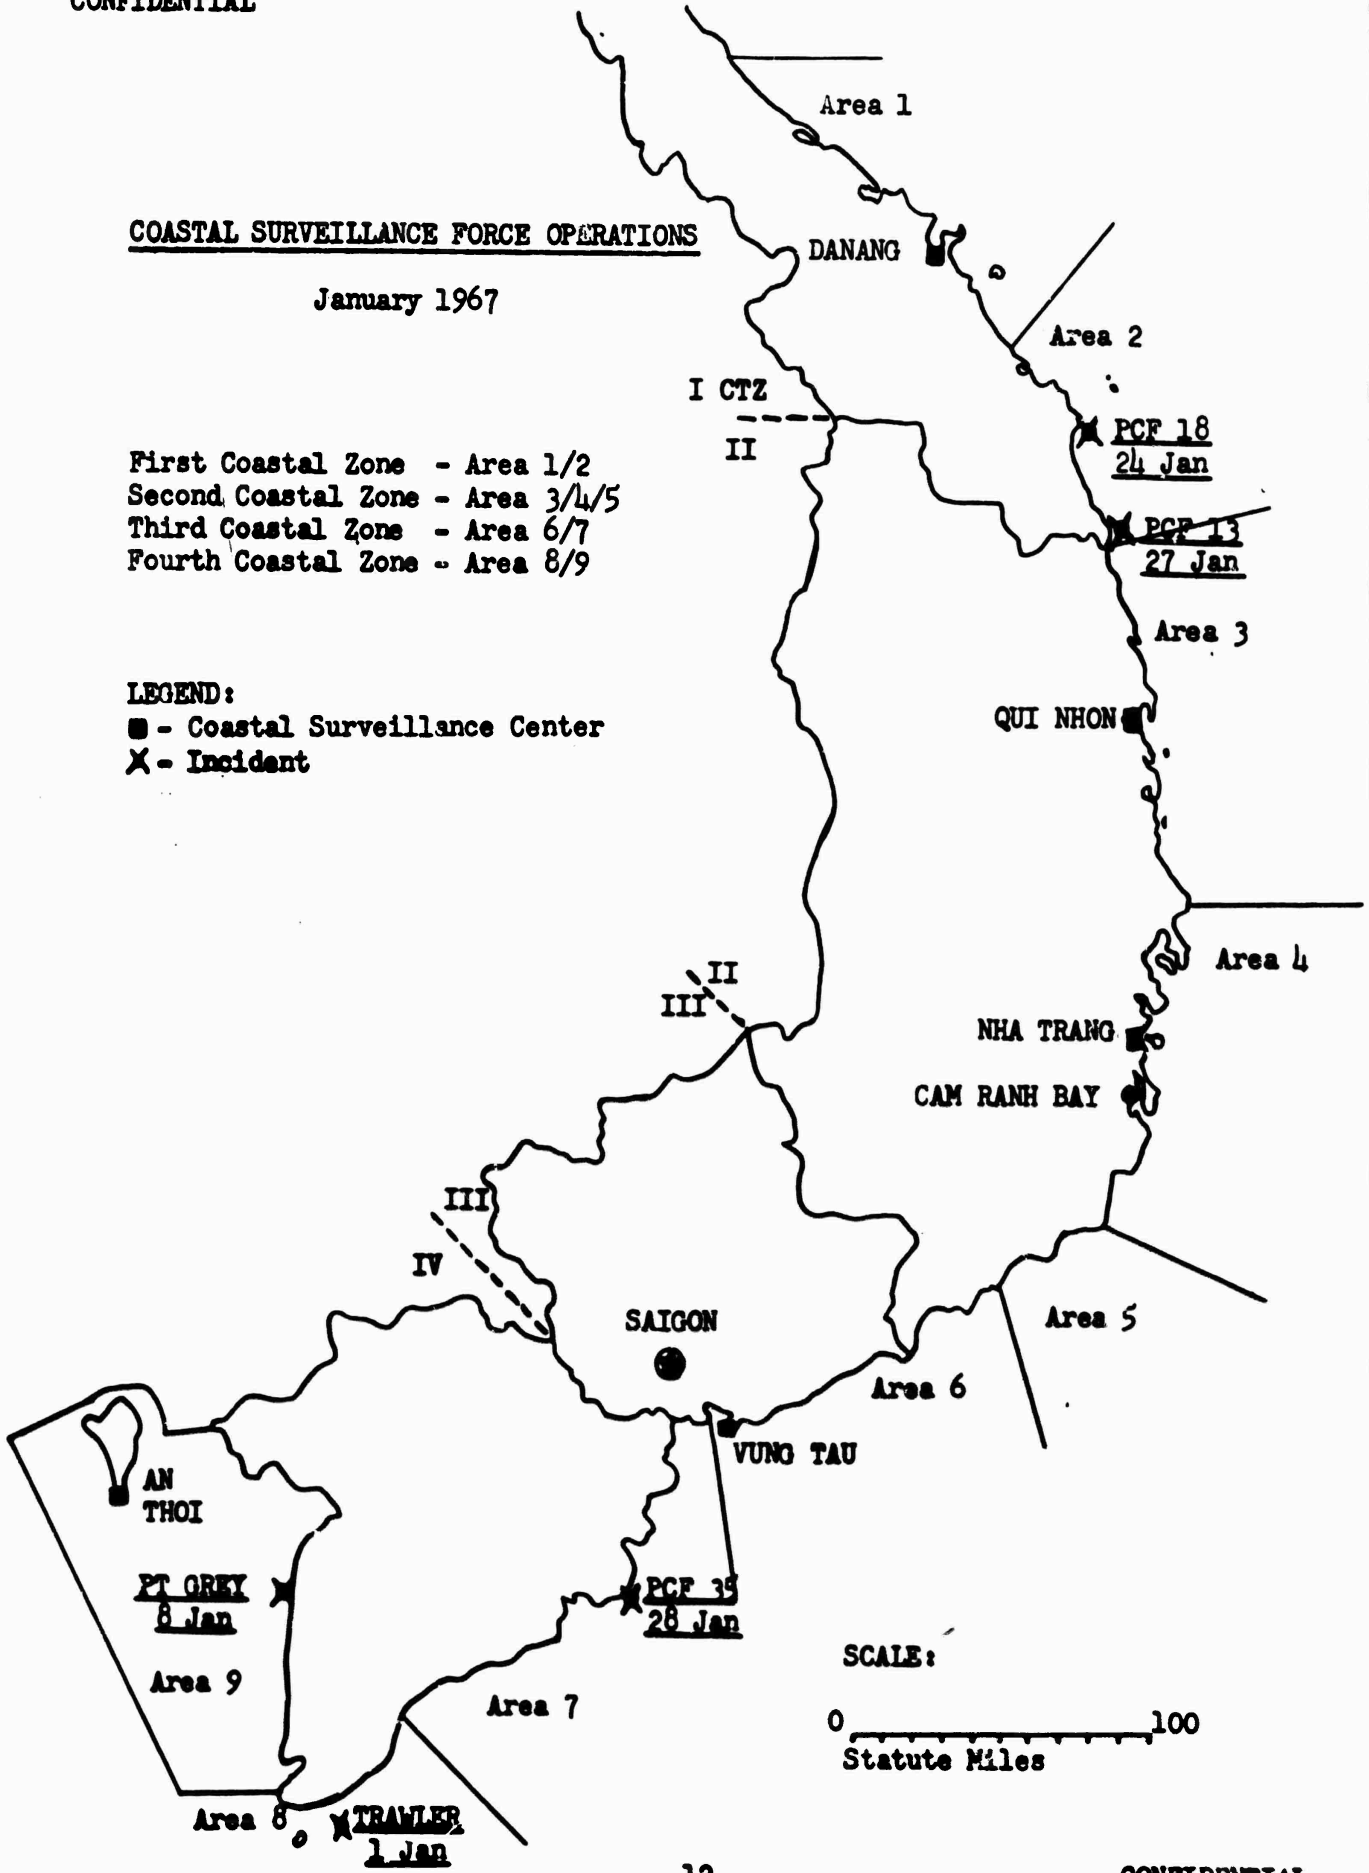 CONFIDENTIAL
Area 1
COASTAL SURVEILLANCE FORCE OPERATIONS
DANANG
January 1967
Area 2
I CTZ
II
PCF 18
24 Jan
First Coastal Zone - Area 1/2
Second Coastal Zone - Area 3/4/5
Third Coastal Zone - Area 6/7
Fourth Coastal Zone - Area 8/9
PCF 13
27 Jan
Area 3
LEGEND:
- Coastal Surveillance Center
X - Incident
QUI NHON
Area 4
II
III
NHA TRANG
CAM RANH BAY
III
IV
SAIGON
Area 5
Area 6
VUNG TAU
AN
THOI
PT GREY
8 Jan
PCF 35
28 Jan
Area 9
SCALE:
Area 7
0 100
Statute Miles
Area 8
TRAWLER
1 Jan
12
CONFIDENTIAL